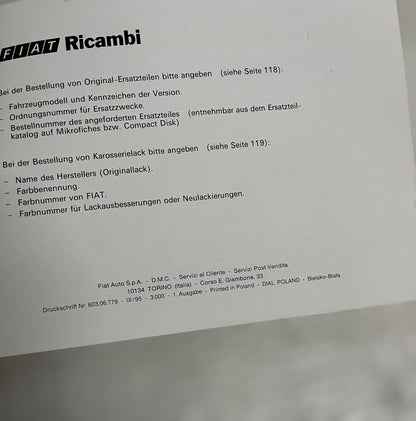 FIAT Ricambi
Bei der Bestellung von Original-Ersatzteilen bitte angeben (siehe Seite 118):
– Fahrzeugmodell und Kennzeichen der Version.
– Ordnungsnummer für Ersatzzwecke.
– Bestellnummer des angeforderten Ersatzteiles (entnehmbar aus dem Ersatzteil-
katalog auf Mikrofiches bzw. Compact Disk)
Bei der Bestellung von Karosserielack bitte angeben (siehe Seite 119):
– Name des Herstellers (Originallack).
– Farbbenennung.
– Farbnummer von FIAT.
– Farbnummer für Lackausbesserungen oder Neulackierungen.
Fiat Auto S.p.A. - D.M.C. - Servizi al Cliente - Servizi Post Vendita
10134 TORINO (Italia) - Corso E. Giambone, 33
Druckschrift Nr. 603.06.779 - IX/95 - 3.000 - 1. Ausgabe - Printed in Poland - DIAL POLAND - Bielsko-Biała